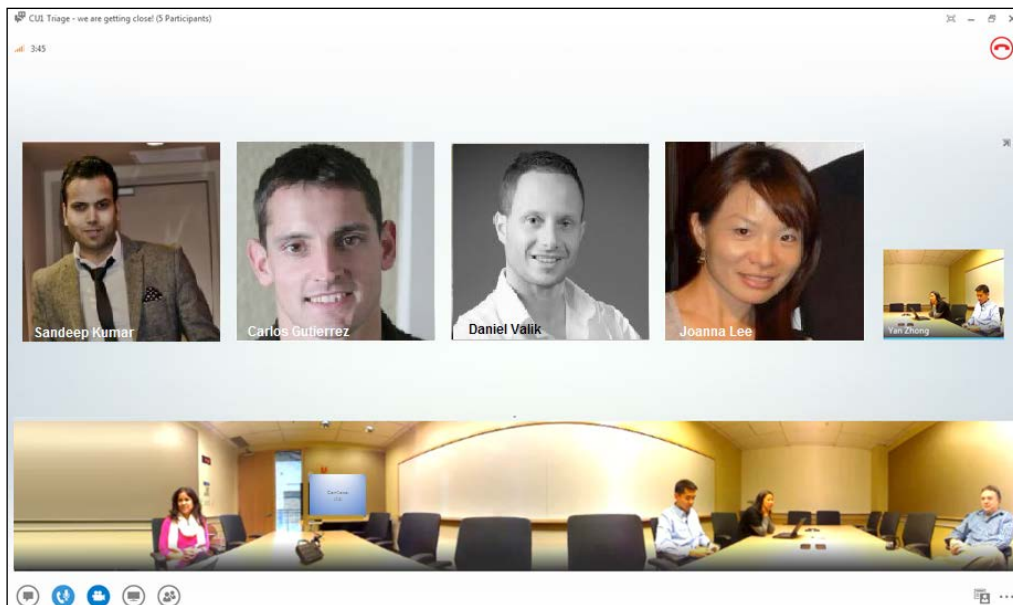 CU1 Triage - we are getting close! (5 Participants)
3:45
Sandeep Kumar
Carlos Gutierrez
Daniel Valik
Joanna Lee
Yan Zhong